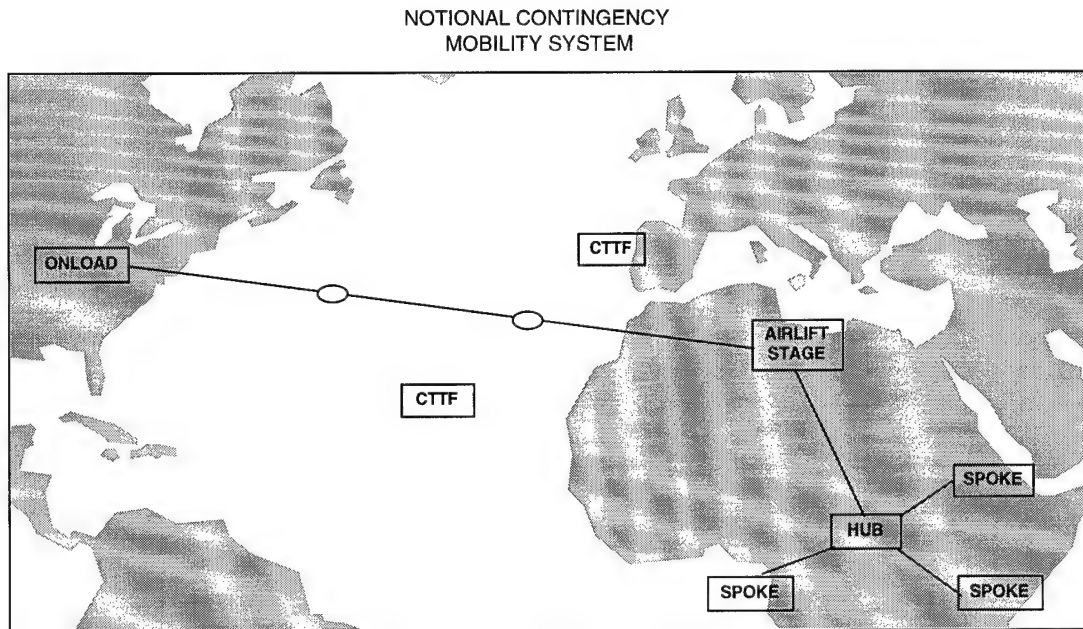 NOTIONAL CONTINGENCY
MOBILITY SYSTEM
CTTF
ONLOAD
AIRLIFT
STAGE
CTTF
SPOKE
HUB
SPOKE
SPOKE